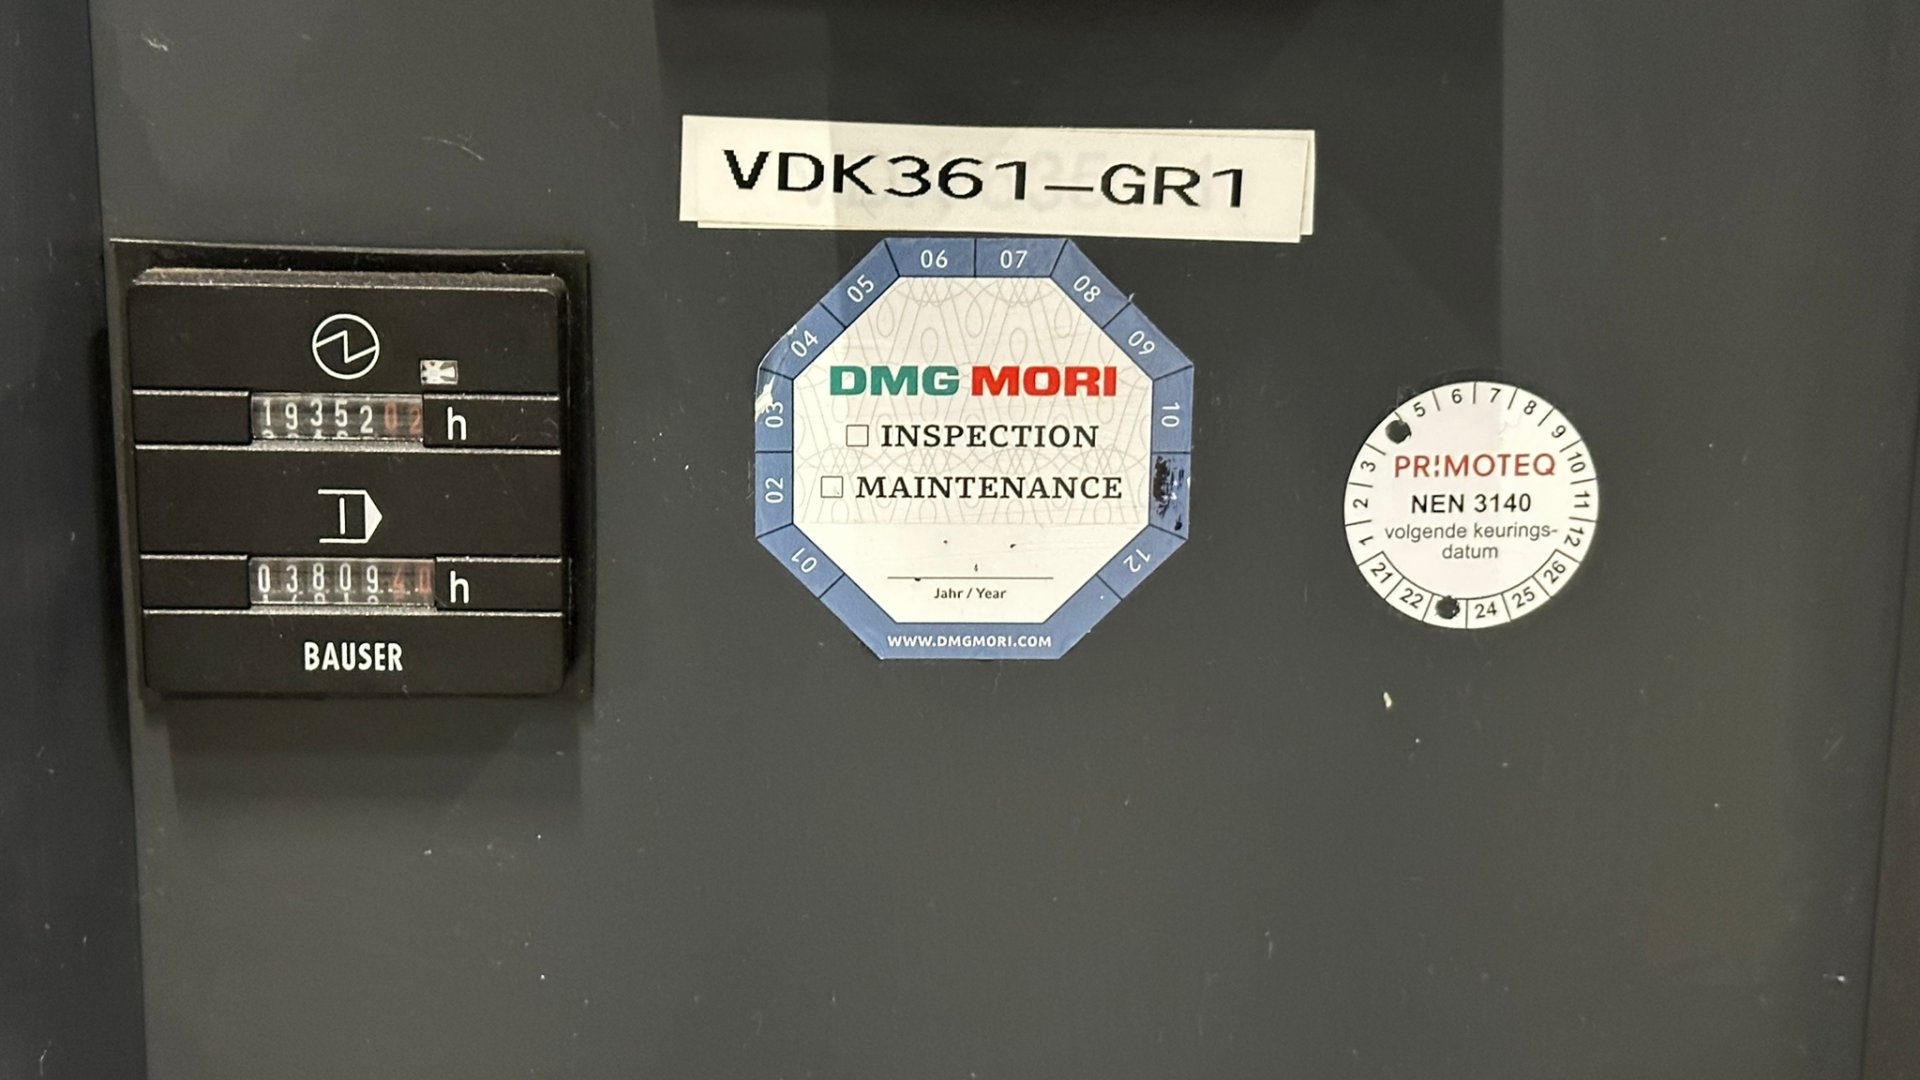 VDK361-GR1
1935202 h
0380940 h
BAUSER
01 02 03 04 05 06 07 08 09 10 12
DMG MORI
INSPECTION
MAINTENANCE
Jahr / Year
WWW.DMGMORI.COM
1 2 3 5 6 7 8 9 10 11 12
PR!MOTEQ
NEN 3140
volgende keurings-
datum
21 22 24 25 26